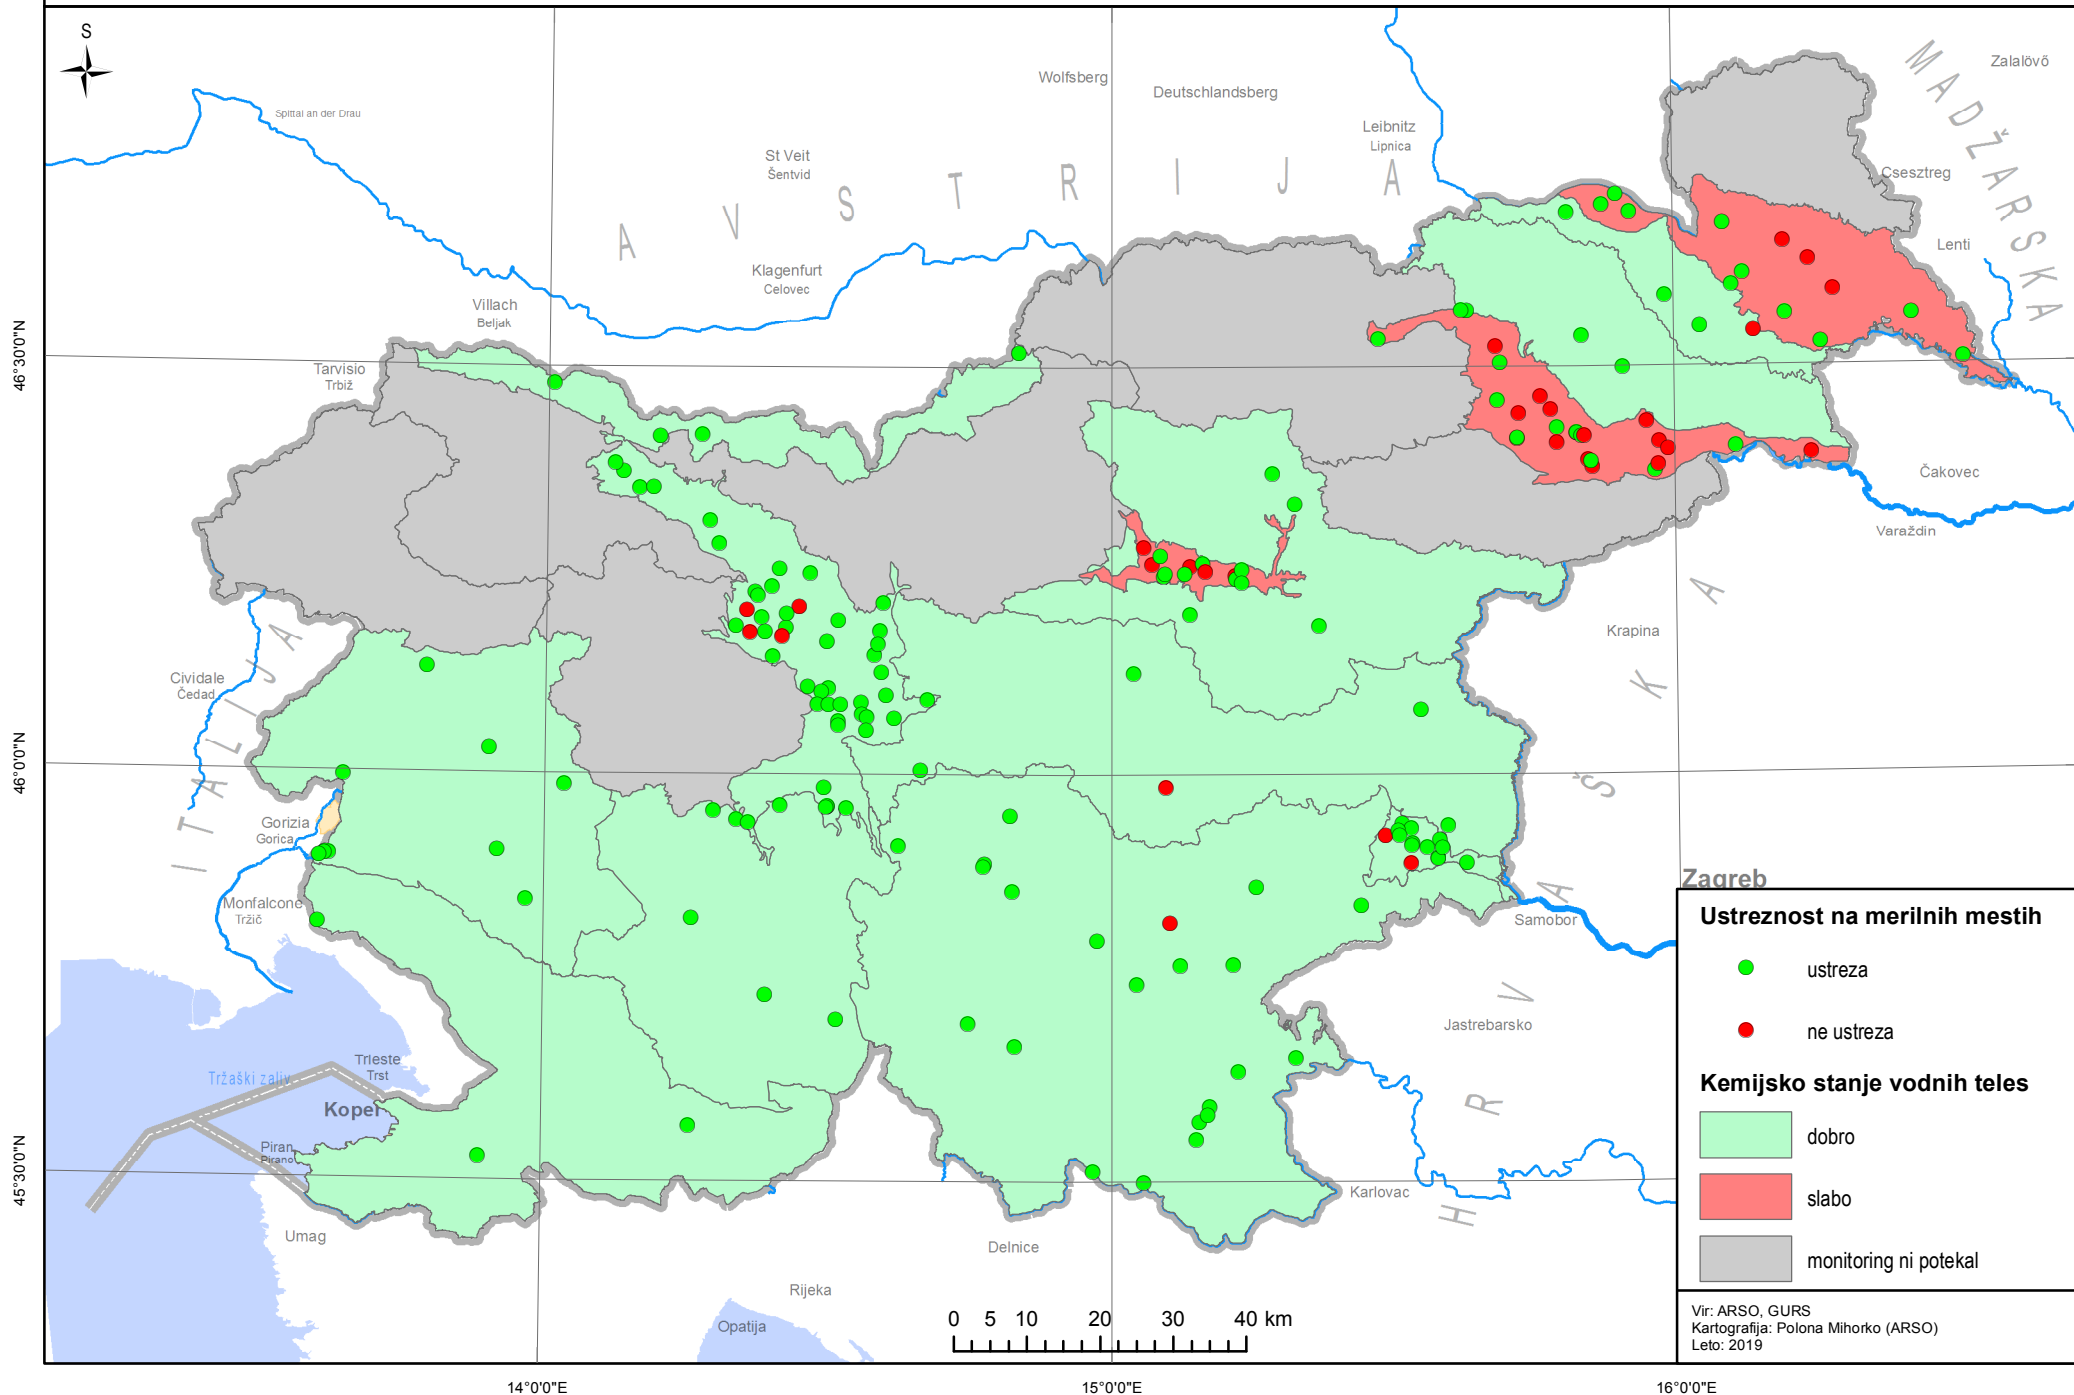 S
Zalalövő
Wolfsberg
Deutschlandsberg
MADŽARSKA
Spittal an der Drau
Leibnitz
Lipnica
St Veit
Šentvid
AVSTRIJA
Csesztreg
Lenti
Klagenfurt
Celovec
Villach
Beljak
46°30'0"N
Tarvisio
Trbiž
Čakovec
Varaždin
Krapina
ITALIJA
Cividale
Čedad
HRVAŠKA
46°0'0"N
Gorizia
Gorica
Zagreb
Monfalcone
Tržič
Samobor
Jastrebarsko
Trieste
Trst
Tržaški zaliv
Koper
Piran
Pirano
45°30'0"N
Karlovac
Umag
Delnice
Rijeka
Opatija
0 5 10 20 30 40 km
Ustreznost na merilnih mestih
ustreza
ne ustreza
Kemijsko stanje vodnih teles
dobro
slabo
monitoring ni potekal
Vir: ARSO, GURS
Kartografija: Polona Mihorko (ARSO)
Leto: 2019
14°0'0"E
15°0'0"E
16°0'0"E